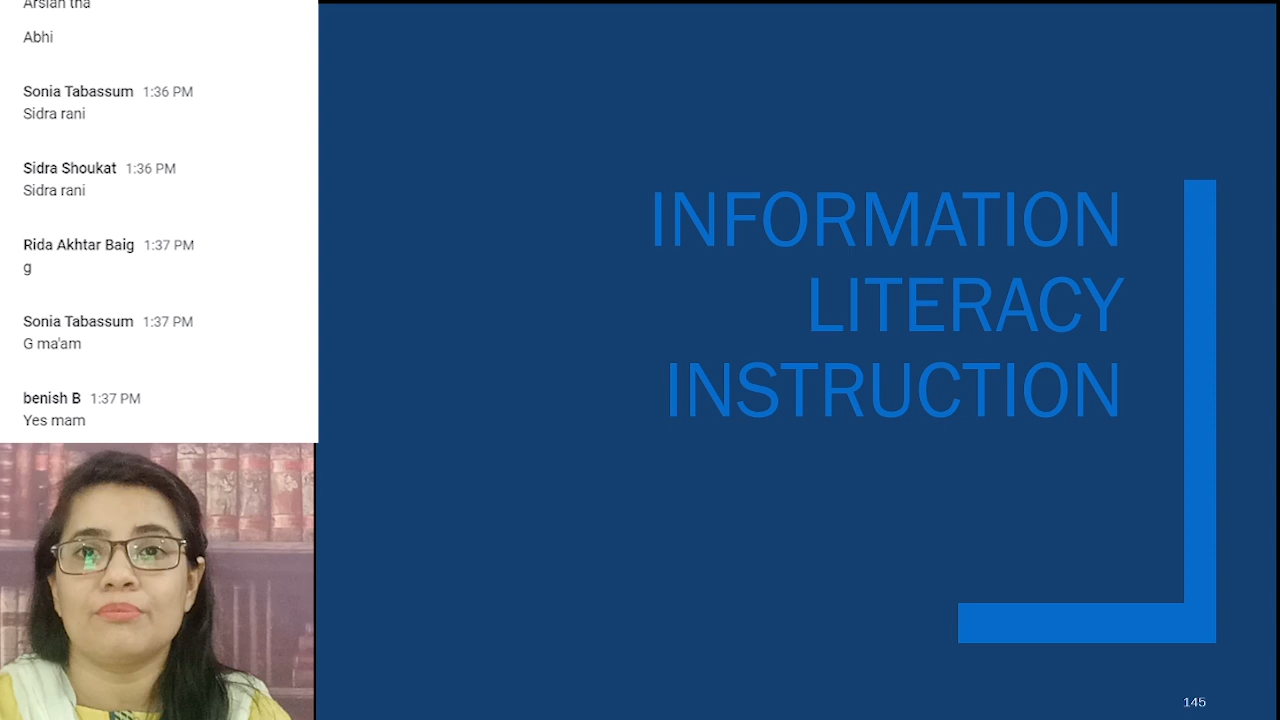 Arslan tha
Abhi
Sonia Tabassum 1:36 PM
Sidra rani
Sidra Shoukat 1:36 PM
Sidra rani
Rida Akhtar Baig 1:37 PM
g
Sonia Tabassum 1:37 PM
G ma'am
benish B 1:37 PM
Yes mam
INFORMATION
LITERACY
INSTRUCTION
145